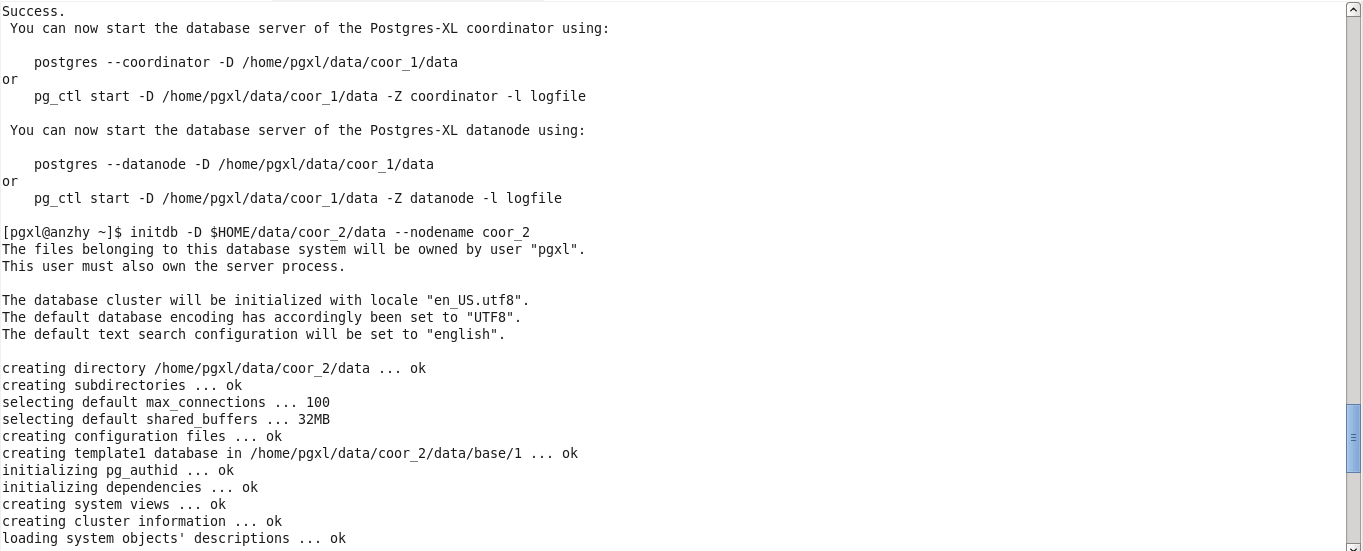 Success.
 You can now start the database server of the Postgres-XL coordinator using:

    postgres --coordinator -D /home/pgxl/data/coor_1/data
or
    pg_ctl start -D /home/pgxl/data/coor_1/data -Z coordinator -l logfile

 You can now start the database server of the Postgres-XL datanode using:

    postgres --datanode -D /home/pgxl/data/coor_1/data
or
    pg_ctl start -D /home/pgxl/data/coor_1/data -Z datanode -l logfile

[pgxl@anzhy ~]$ initdb -D $HOME/data/coor_2/data --nodename coor_2
The files belonging to this database system will be owned by user "pgxl".
This user must also own the server process.

The database cluster will be initialized with locale "en_US.utf8".
The default database encoding has accordingly been set to "UTF8".
The default text search configuration will be set to "english".

creating directory /home/pgxl/data/coor_2/data ... ok
creating subdirectories ... ok
selecting default max_connections ... 100
selecting default shared_buffers ... 32MB
creating configuration files ... ok
creating template1 database in /home/pgxl/data/coor_2/data/base/1 ... ok
initializing pg_authid ... ok
initializing dependencies ... ok
creating system views ... ok
creating cluster information ... ok
loading system objects' descriptions ... ok